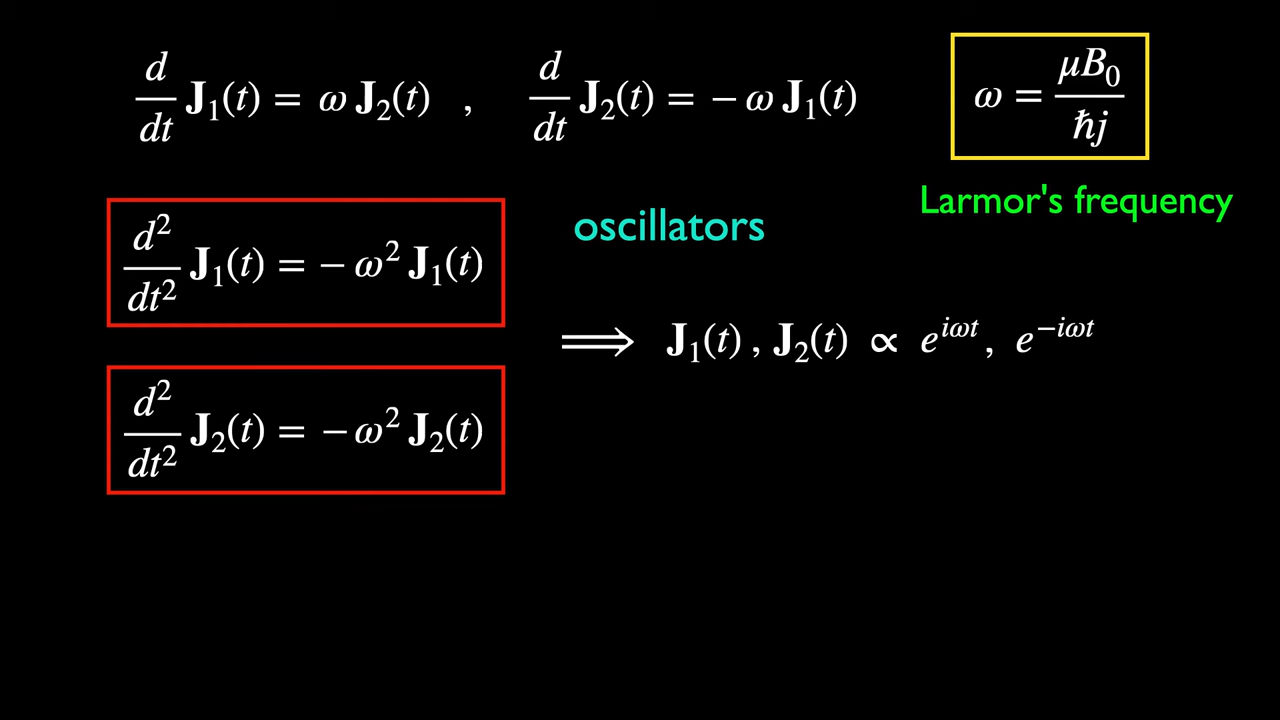 d/dt J₁(t) = ω J₂(t) , d/dt J₂(t) = − ω J₁(t)
ω = μB₀/ħj
Larmor's frequency
d²/dt² J₁(t) = − ω² J₁(t)
oscillators
⟹ J₁(t) , J₂(t) ∝ e^{iωt}, e^{−iωt}
d²/dt² J₂(t) = − ω² J₂(t)